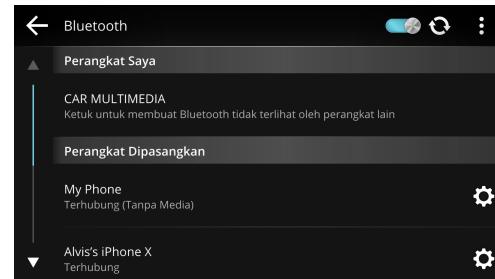 Bluetooth
Perangkat Saya
CAR MULTIMEDIA
Ketuk untuk membuat Bluetooth tidak terlihat oleh perangkat lain
Perangkat Dipasangkan
My Phone
Terhubung (Tanpa Media)
Alvis's iPhone X
Terhubung